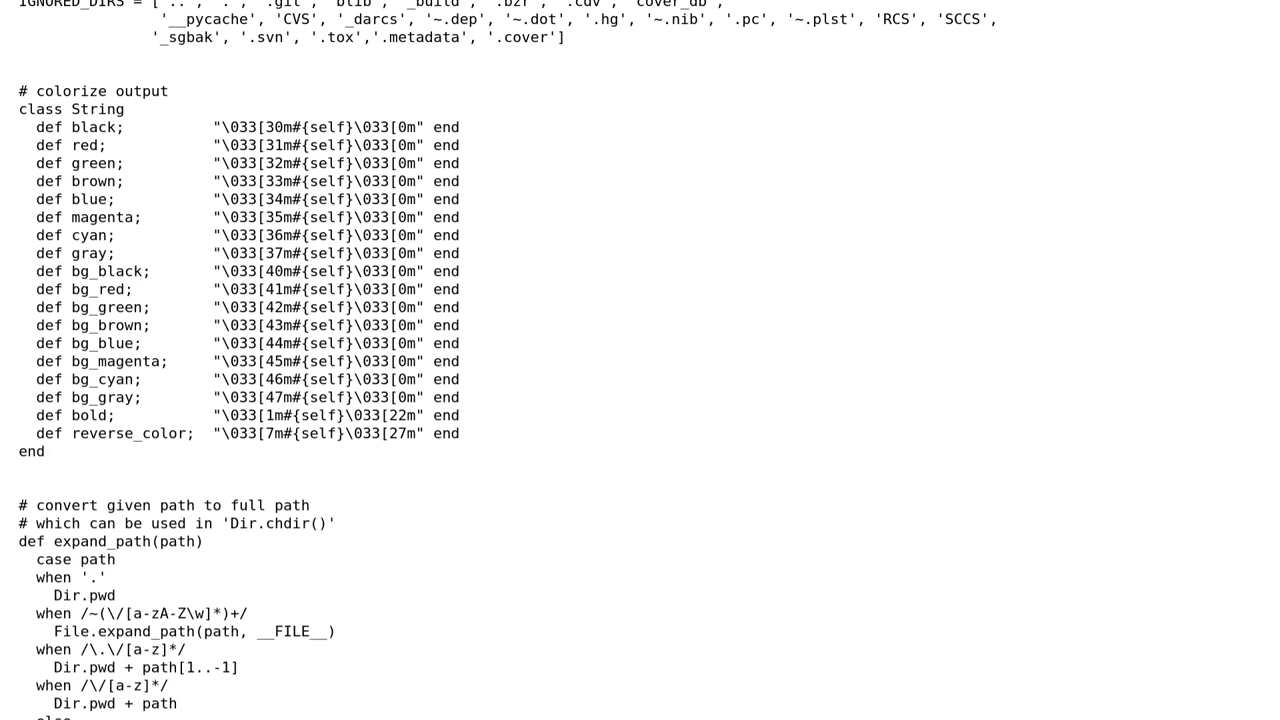 IGNORED_DIRS = ['..', '.', '.git', 'blib', '_build', '.bzr', '.cdv', 'cover_db',
'__pycache', 'CVS', '_darcs', '~.dep', '~.dot', '.hg', '~.nib', '.pc', '~.plst', 'RCS', 'SCCS',
'_sgbak', '.svn', '.tox','.metadata', '.cover']
# colorize output
class String
  def black;          "\033[30m#{self}\033[0m" end
  def red;            "\033[31m#{self}\033[0m" end
  def green;          "\033[32m#{self}\033[0m" end
  def brown;          "\033[33m#{self}\033[0m" end
  def blue;           "\033[34m#{self}\033[0m" end
  def magenta;        "\033[35m#{self}\033[0m" end
  def cyan;           "\033[36m#{self}\033[0m" end
  def gray;           "\033[37m#{self}\033[0m" end
  def bg_black;       "\033[40m#{self}\033[0m" end
  def bg_red;         "\033[41m#{self}\033[0m" end
  def bg_green;       "\033[42m#{self}\033[0m" end
  def bg_brown;       "\033[43m#{self}\033[0m" end
  def bg_blue;        "\033[44m#{self}\033[0m" end
  def bg_magenta;     "\033[45m#{self}\033[0m" end
  def bg_cyan;        "\033[46m#{self}\033[0m" end
  def bg_gray;        "\033[47m#{self}\033[0m" end
  def bold;           "\033[1m#{self}\033[22m" end
  def reverse_color;  "\033[7m#{self}\033[27m" end
end
# convert given path to full path
# which can be used in 'Dir.chdir()'
def expand_path(path)
  case path
  when '.'
    Dir.pwd
  when /~(\/[a-zA-Z\w]*)+/
    File.expand_path(path, __FILE__)
  when /\.\/[a-z]*/
    Dir.pwd + path[1..-1]
  when /\/[a-z]*/
    Dir.pwd + path
  else